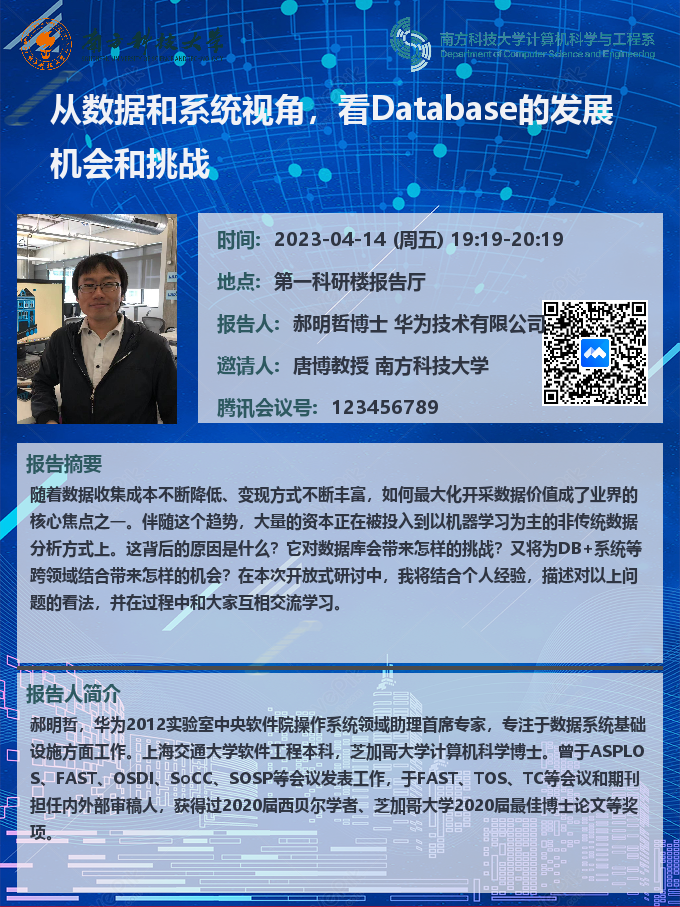 南方科技大学
南方科技大学计算机科学与工程系
Department of Computer Science and Engineering
从数据和系统视角，看Database的发展
机会和挑战
时间：2023-04-14 (周五) 19:19-20:19
地点：第一科研楼报告厅
报告人：郝明哲博士 华为技术有限公司
邀请人：唐博教授 南方科技大学
腾讯会议号：123456789
报告摘要
随着数据收集成本不断降低、变现方式不断丰富，如何最大化开采数据价值成了业界的
核心焦点之一。伴随这个趋势，大量的资本正在被投入到以机器学习为主的非传统数据
分析方式上。这背后的原因是什么？它对数据库会带来怎样的挑战？又将为DB+系统等
跨领域结合带来怎样的机会？在本次开放式研讨中，我将结合个人经验，描述对以上问
题的看法，并在过程中和大家互相交流学习。
报告人简介
郝明哲，华为2012实验室中央软件院操作系统领域助理首席专家，专注于数据系统基础
设施方面工作。上海交通大学软件工程本科，芝加哥大学计算机科学博士。曾于ASPLO
S、FAST、OSDI、SoCC、SOSP等会议发表工作，于FAST、TOS、TC等会议和期刊
担任内外部审稿人，获得过2020届西贝尔学者、芝加哥大学2020届最佳博士论文等奖
项。